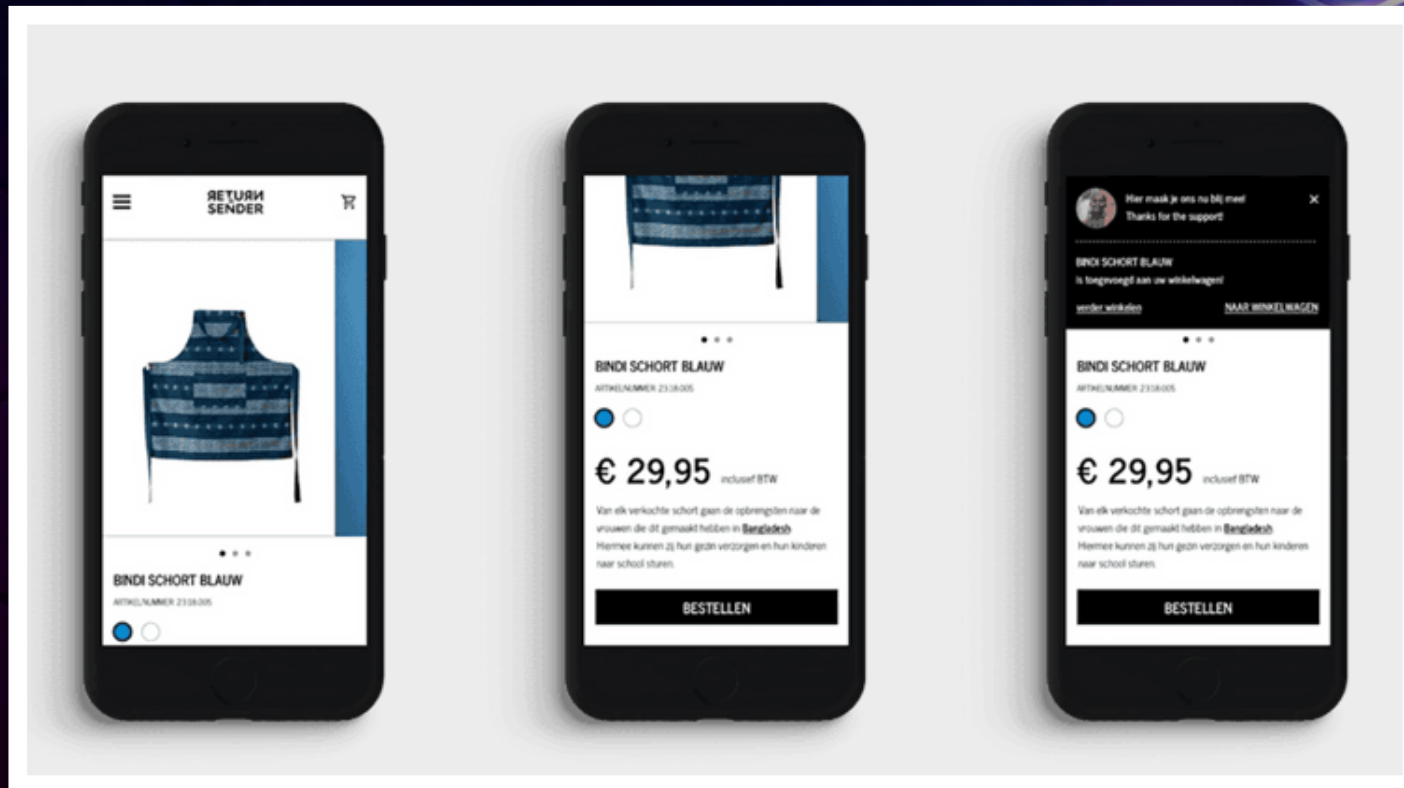 RETURN
SENDER
BINDI SCHORT BLAUW
ARTIKELNUMMER 23.18.005
BINDI SCHORT BLAUW
ARTIKELNUMMER 23.18.005
€ 29,95 inclusief BTW
Van elk verkochte schort gaan de opbrengsten naar de
vrouwen die dit gemaakt hebben in Bangladesh.
Hiermee kunnen zij hun gezin verzorgen en hun kinderen
naar school sturen.
BESTELLEN
Hier maak je ons nu blij mee!
Thanks for the support!
BINDI SCHORT BLAUW
is toegevoegd aan uw winkelwagen!
verder winkelen NAAR WINKELWAGEN
BINDI SCHORT BLAUW
ARTIKELNUMMER 23.18.005
€ 29,95 inclusief BTW
Van elk verkochte schort gaan de opbrengsten naar de
vrouwen die dit gemaakt hebben in Bangladesh.
Hiermee kunnen zij hun gezin verzorgen en hun kinderen
naar school sturen.
BESTELLEN